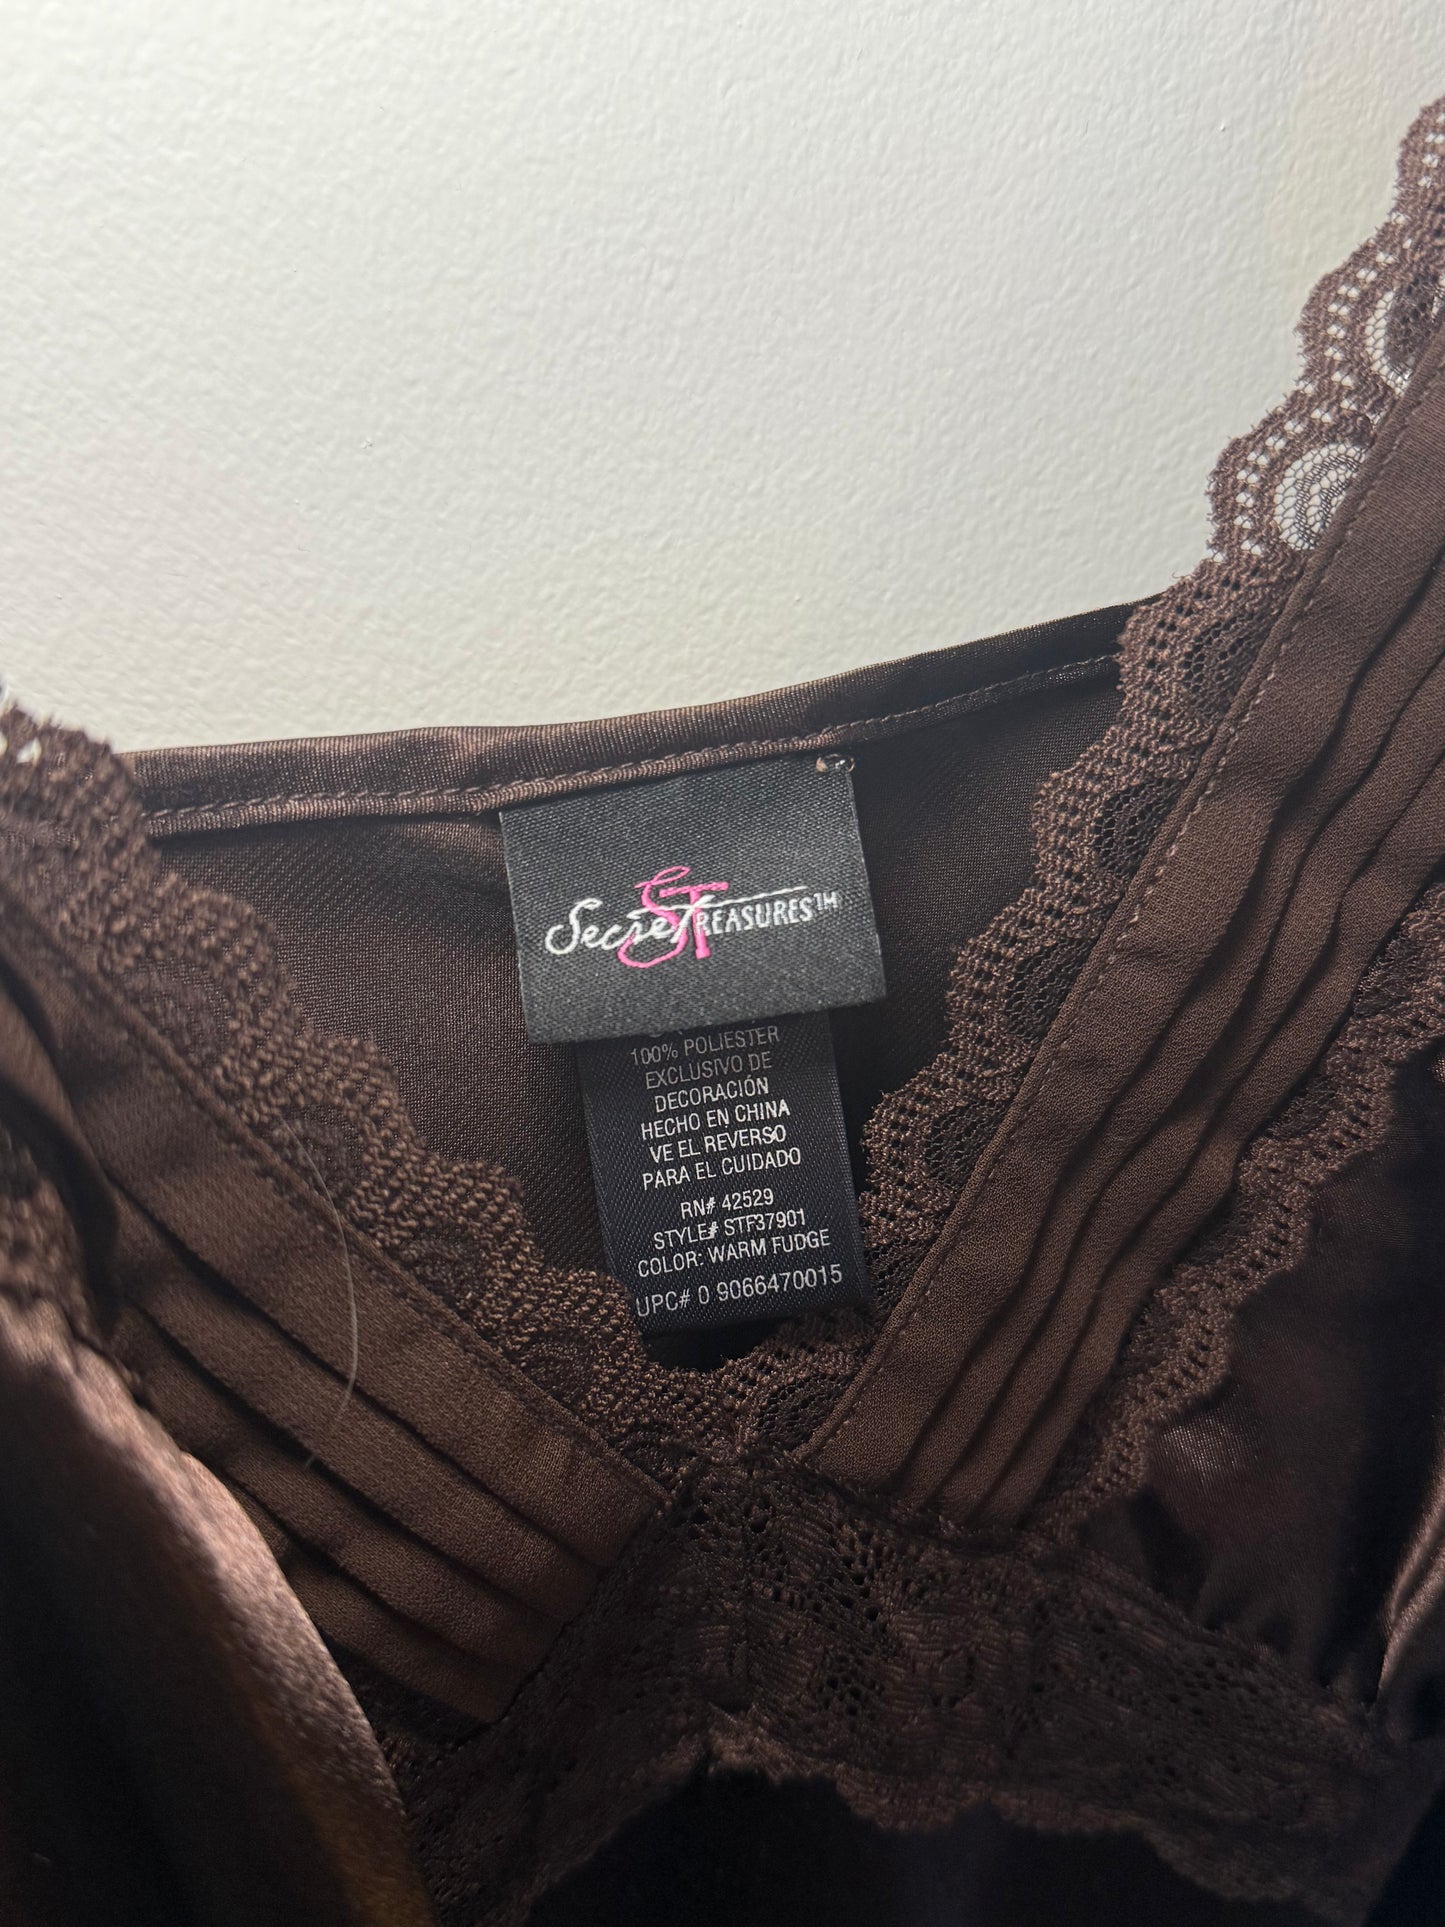 Secret Treasures™
ST
100% POLIESTER
EXCLUSIVO DE
DECORACIÓN
HECHO EN CHINA
VE EL REVERSO
PARA EL CUIDADO
RN# 42529
STYLE# STF37901
COLOR: WARM FUDGE
UPC# 0 9066470015